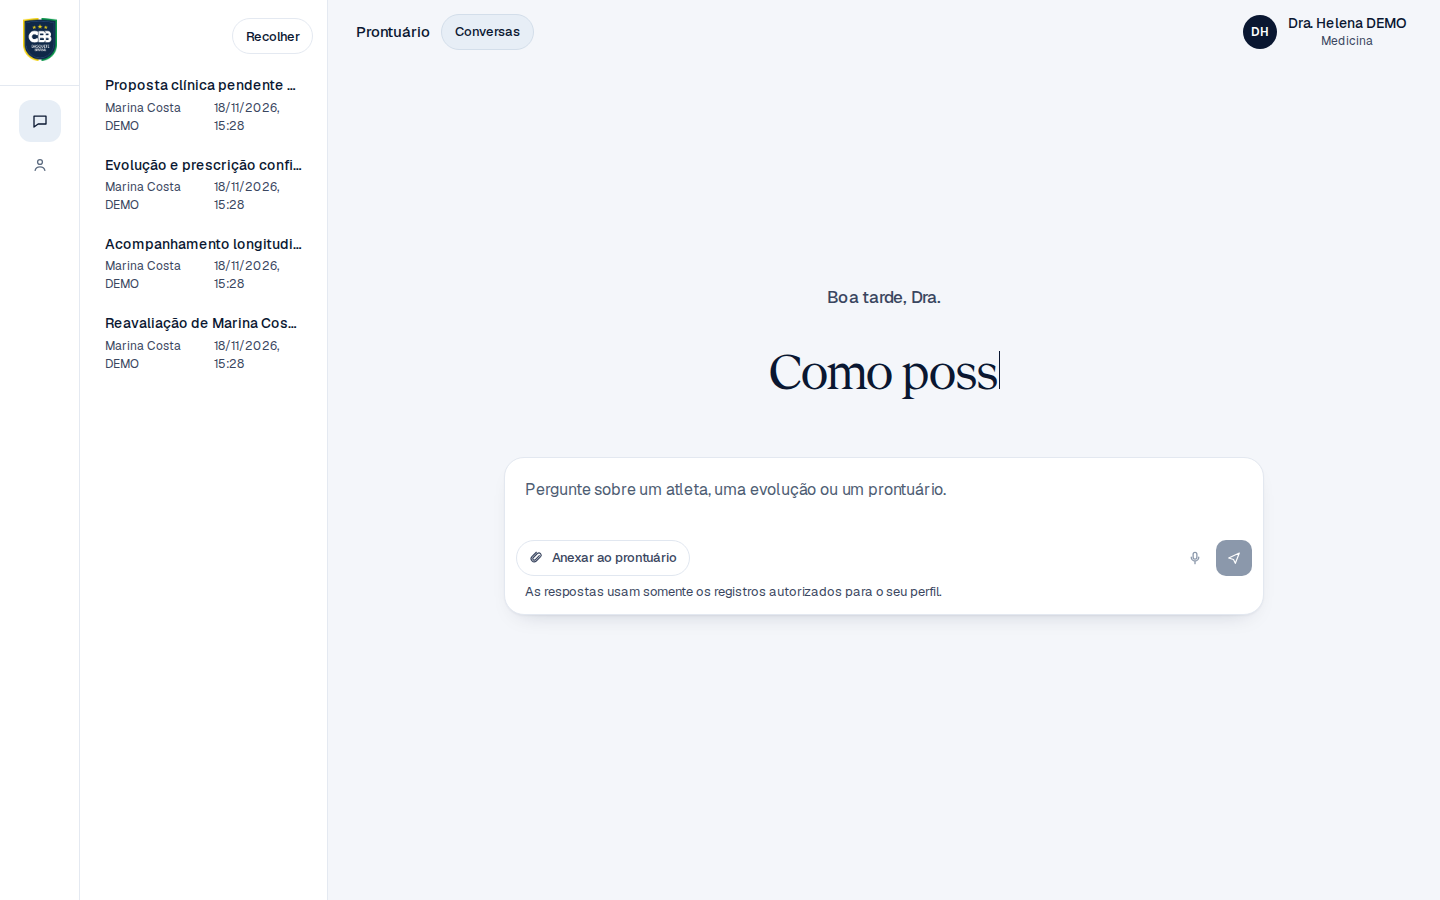 CBB
Recolher
Proposta clínica pendente ...
Marina Costa DEMO
18/11/2026, 15:28
Evolução e prescrição confi...
Marina Costa DEMO
18/11/2026, 15:28
Acompanhamento longitudi...
Marina Costa DEMO
18/11/2026, 15:28
Reavaliação de Marina Cos...
Marina Costa DEMO
18/11/2026, 15:28
Prontuário
Conversas
DH
Dra. Helena DEMO
Medicina
Boa tarde, Dra.
Como poss
Pergunte sobre um atleta, uma evolução ou um prontuário.
Anexar ao prontuário
As respostas usam somente os registros autorizados para o seu perfil.